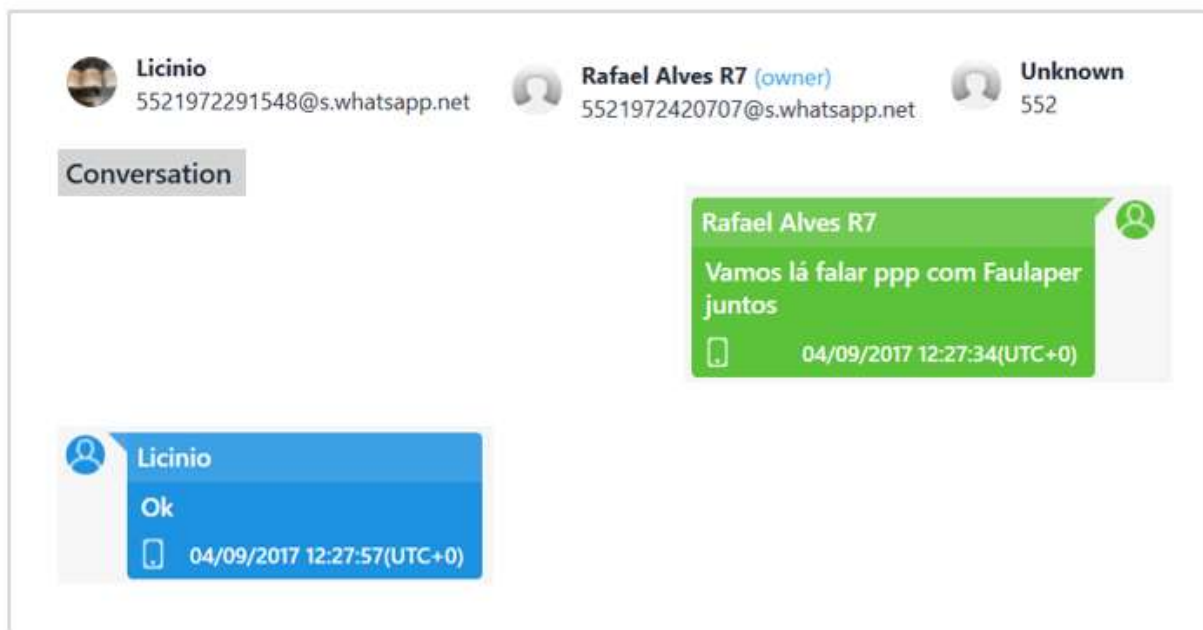 Licinio
5521972291548@s.whatsapp.net
Rafael Alves R7 (owner)
5521972420707@s.whatsapp.net
Unknown
552
Conversation
Rafael Alves R7
Vamos lá falar ppp com Faulaper
juntos
04/09/2017 12:27:34(UTC+0)
Licinio
Ok
04/09/2017 12:27:57(UTC+0)